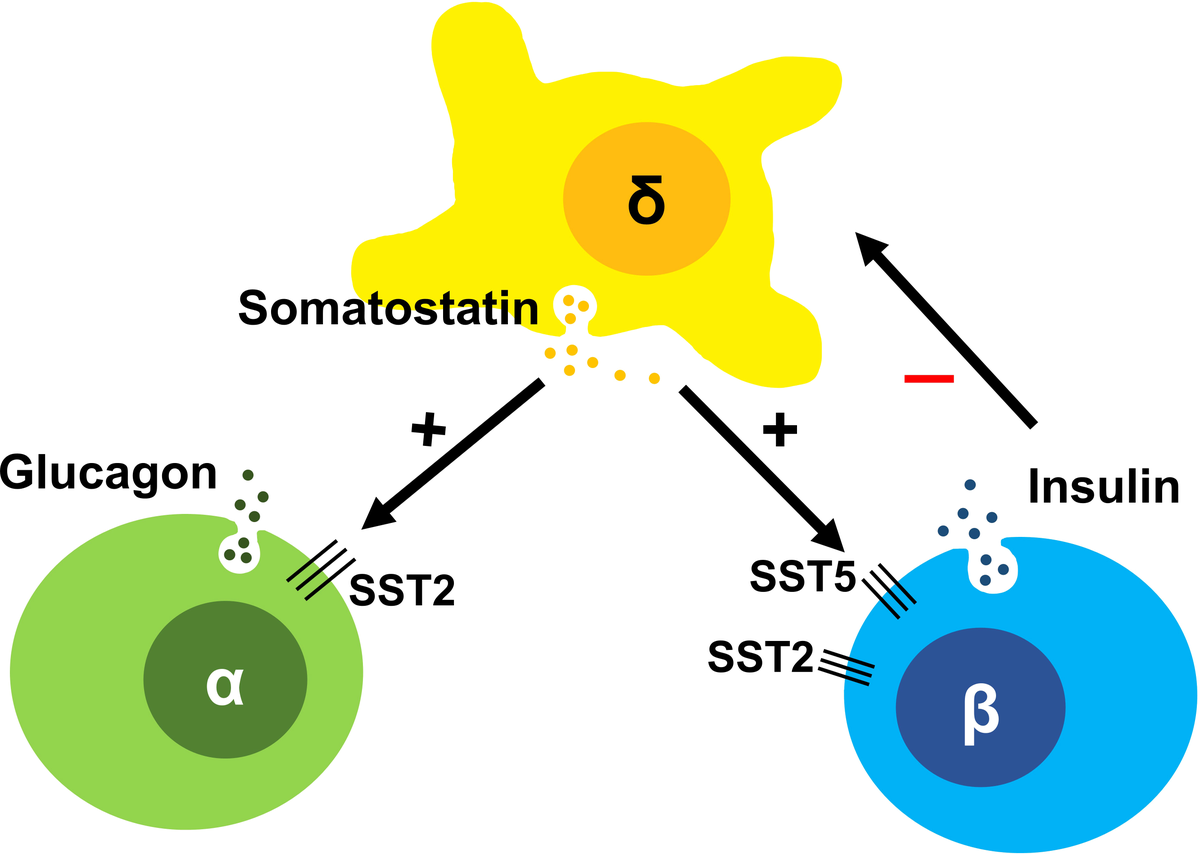 δ
Somatostatin
+
+
−
Glucagon
Insulin
SST2
SST5
SST2
α
β